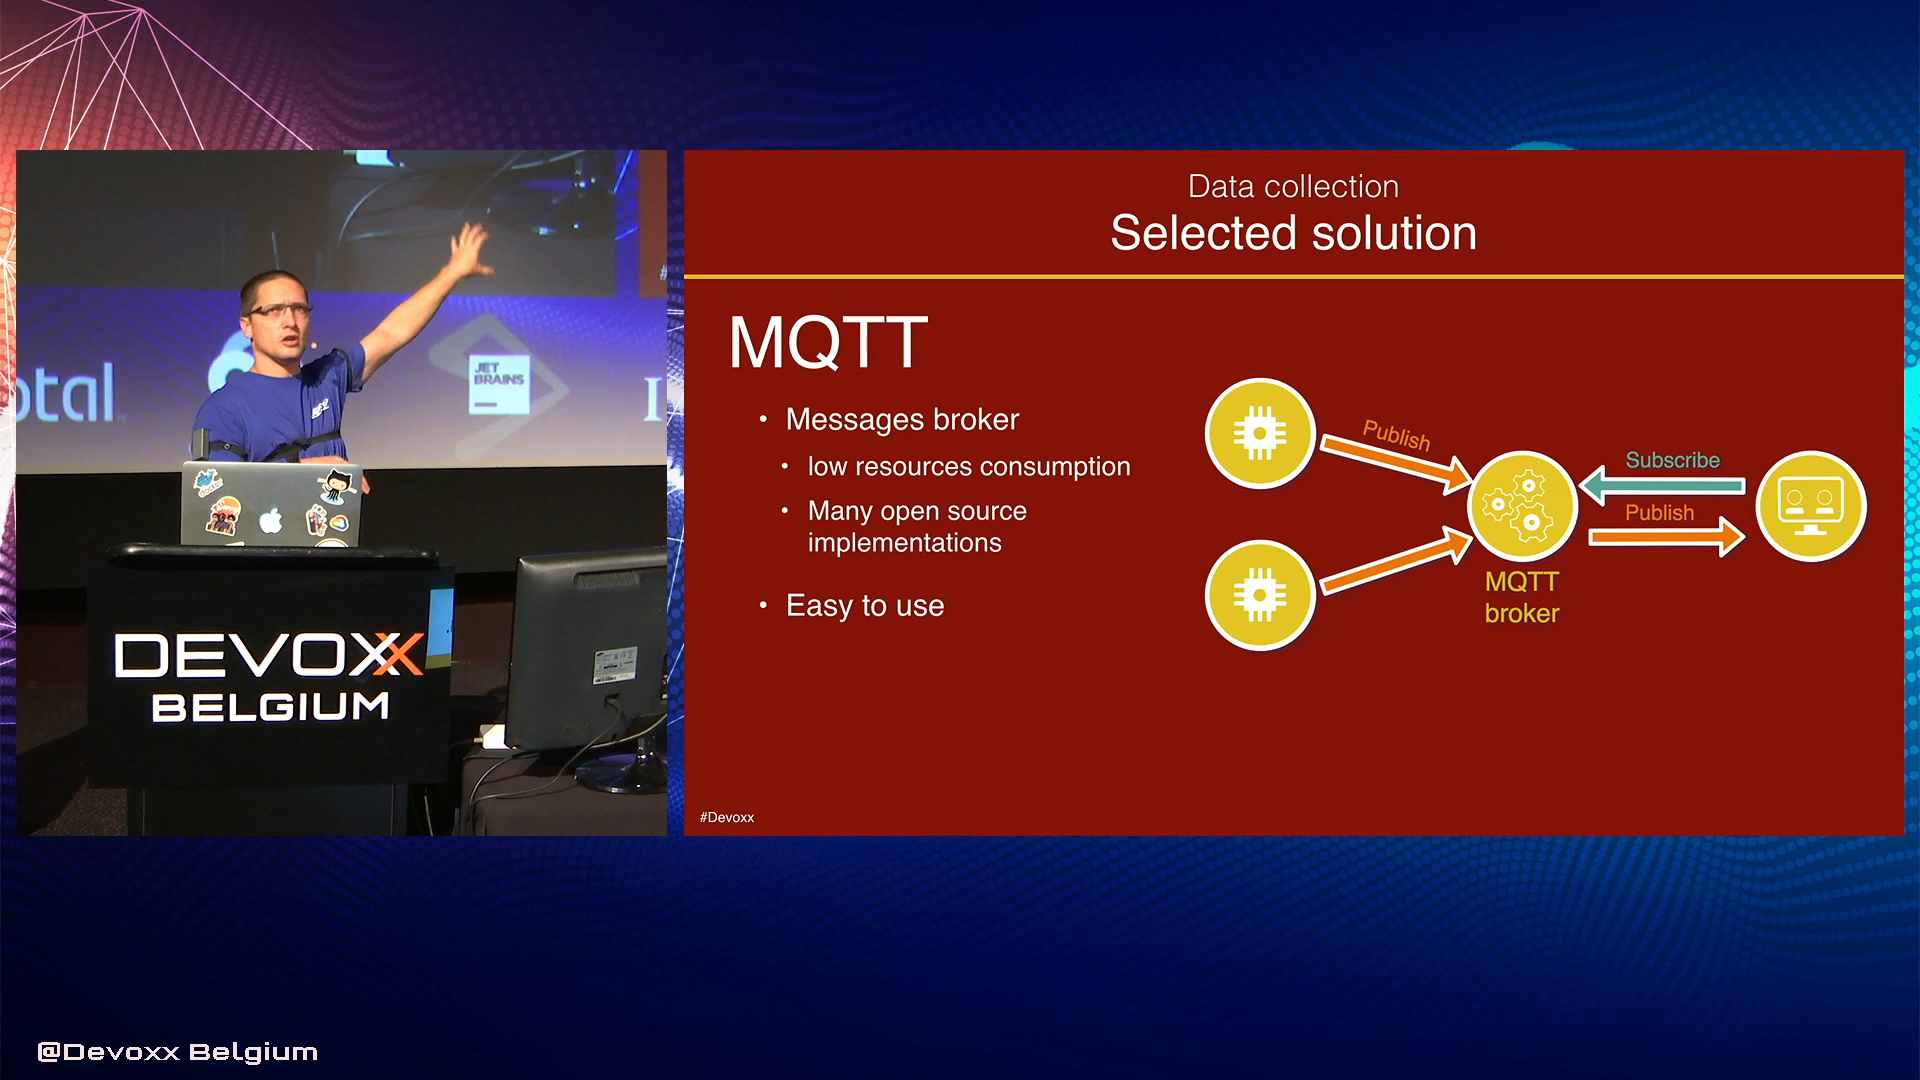 Data collection
Selected solution
MQTT
• Messages broker
• low resources consumption
• Many open source
implementations
• Easy to use
Publish
Subscribe
Publish
MQTT
broker
#Devoxx
otal
JET
BRAINS
DEVOXX
BELGIUM
@Devoxx Belgium